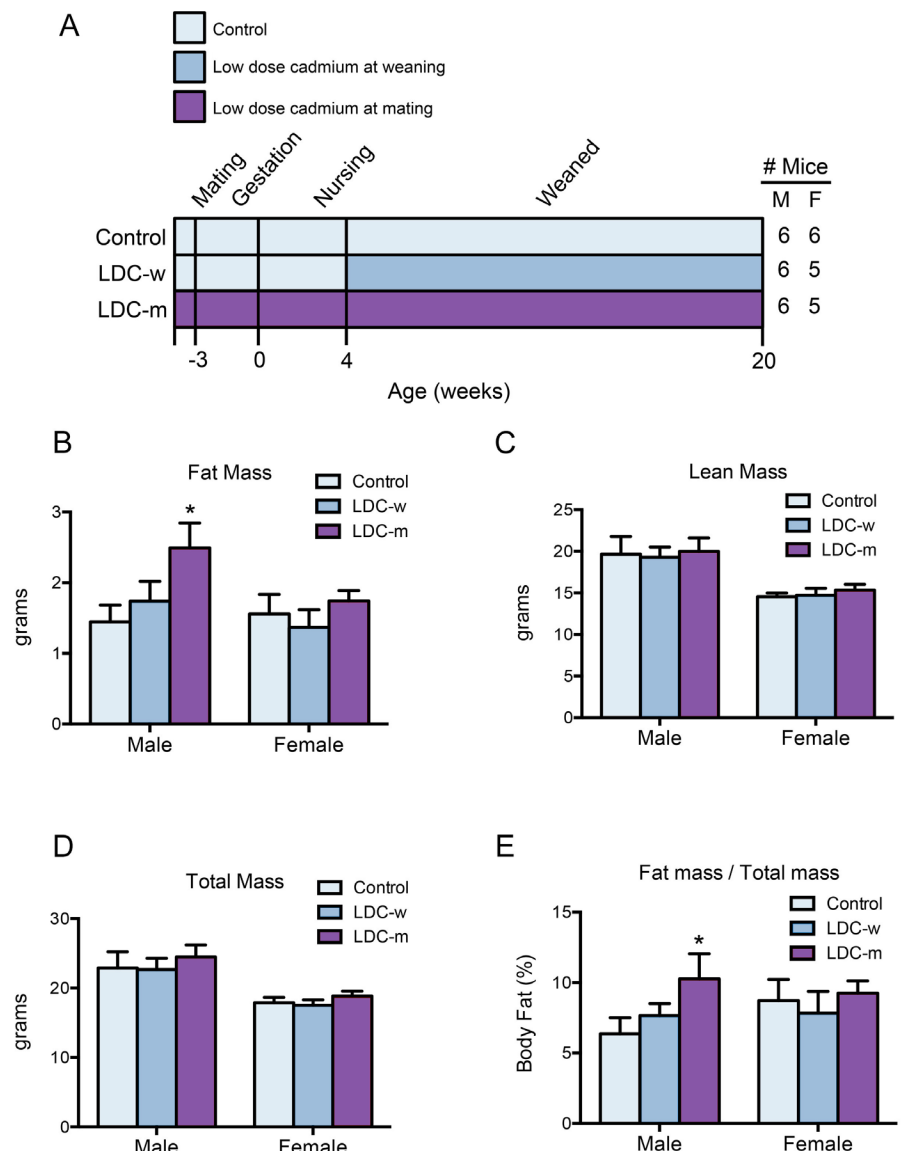 A
Control
Low dose cadmium at weaning
Low dose cadmium at mating
Mating
Gestation
Nursing
Weaned
# Mice
M F
Control 6 6
LDC-w 6 5
LDC-m 6 5
-3 0 4 20
Age (weeks)
B
Fat Mass
Control
LDC-w
LDC-m
*
3
2
1
0
grams
Male Female
C
Lean Mass
Control
LDC-w
LDC-m
25
20
15
10
5
0
grams
Male Female
D
Total Mass
Control
LDC-w
LDC-m
30
20
10
0
grams
Male Female
E
Fat mass / Total mass
Control
LDC-w
LDC-m
*
15
10
5
0
Body Fat (%)
Male Female